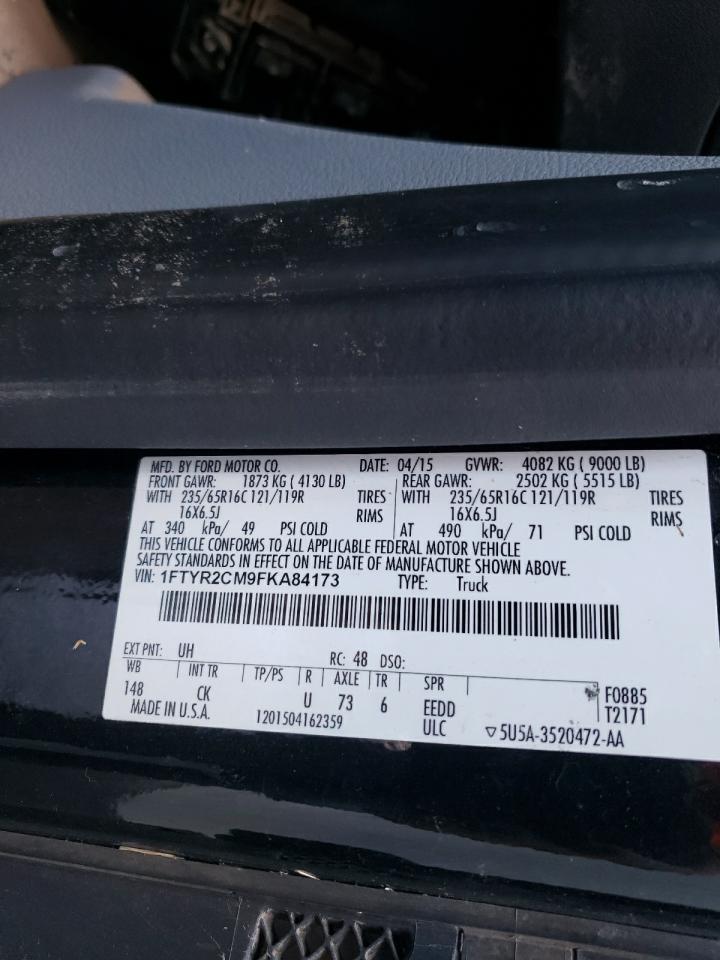 MFD. BY FORD MOTOR CO. DATE: 04/15 GVWR: 4082 KG ( 9000 LB)
FRONT GAWR: 1873 KG ( 4130 LB) REAR GAWR: 2502 KG ( 5515 LB)
WITH 235/65R16C 121/119R TIRES WITH 235/65R16C 121/119R TIRES
16X6.5J RIMS 16X6.5J RIMS
AT 340 kPa/ 49 PSI COLD AT 490 kPa/ 71 PSI COLD
THIS VEHICLE CONFORMS TO ALL APPLICABLE FEDERAL MOTOR VEHICLE
SAFETY STANDARDS IN EFFECT ON THE DATE OF MANUFACTURE SHOWN ABOVE.
VIN: 1FTYR2CM9FKA84173 TYPE: Truck
EXT PNT: UH RC: 48 DSO:
WB INT TR TP/PS R AXLE TR SPR F0885
148 CK U 73 6 EEDD T2171
MADE IN U.S.A. 1201504162359 ULC ▽5U5A-3520472-AA